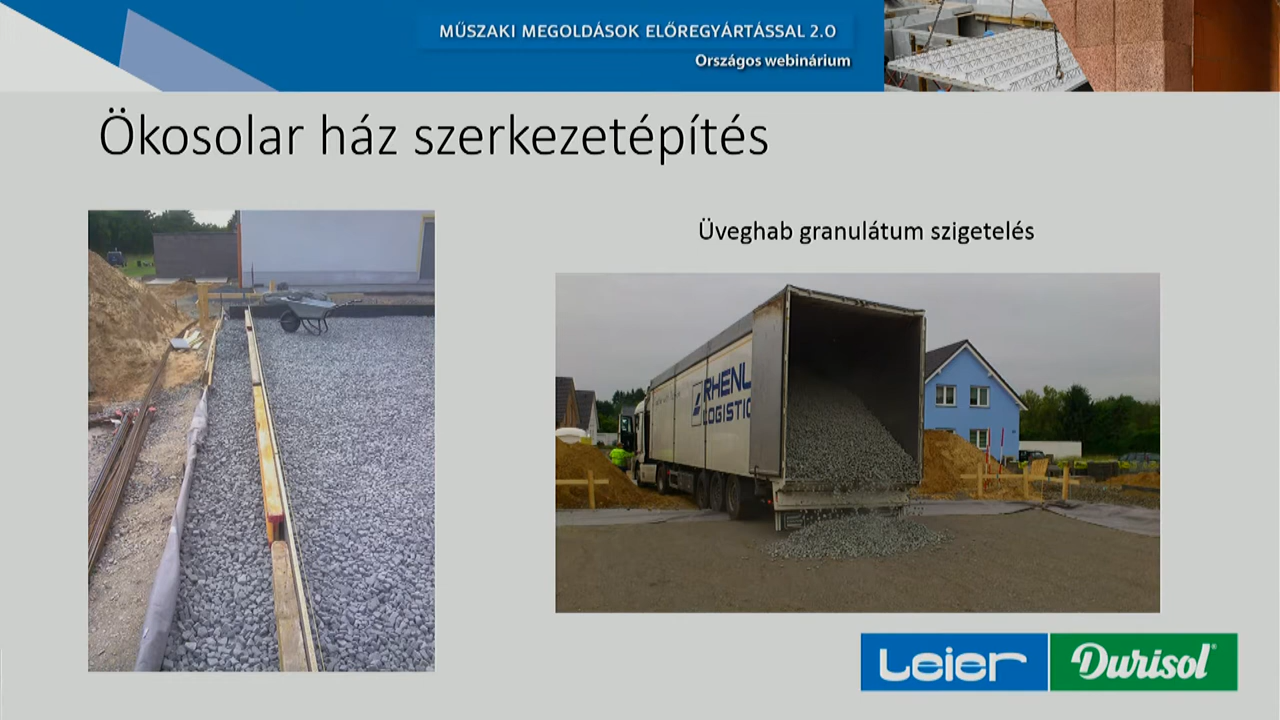 MŰSZAKI MEGOLDÁSOK ELŐREGYÁRTÁSSAL 2.0
Országos webinárium
Ökosolar ház szerkezetépítés
Üveghab granulátum szigetelés
LOGISTIC
Leier
Durisol